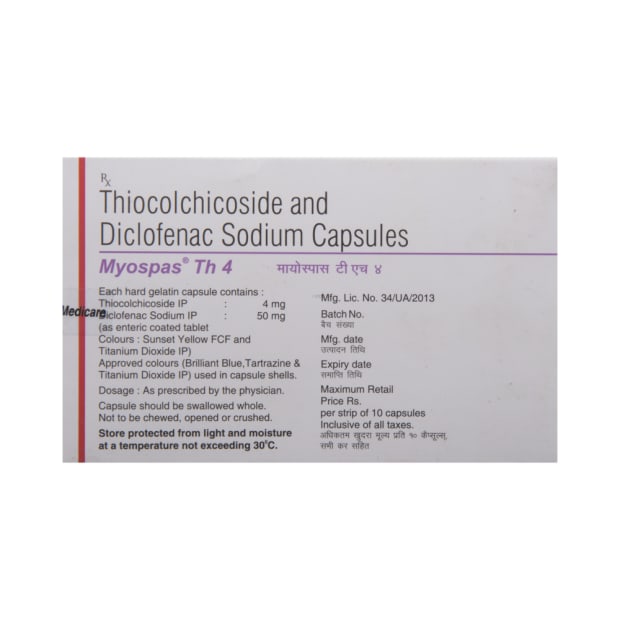 Rx
Thiocolchicoside and
Diclofenac Sodium Capsules
Myospas® Th 4 मायोस्पास टी एच ४
Each hard gelatin capsule contains :
Thiocolchicoside IP : 4 mg
Diclofenac Sodium IP : 50 mg
(as enteric coated tablet
Colours : Sunset Yellow FCF and
Titanium Dioxide IP)
Approved colours (Brilliant Blue,Tartrazine &
Titanium Dioxide IP) used in capsule shells.
Dosage : As prescribed by the physician.
Capsule should be swallowed whole.
Not to be chewed, opened or crushed.
Store protected from light and moisture
at a temperature not exceeding 30°C.
Medicare
Mfg. Lic. No. 34/UA/2013
Batch No.
बैच संख्या
Mfg. date
उत्पादन तिथि
Expiry date
समाप्ति तिथि
Maximum Retail
Price Rs.
per strip of 10 capsules
Inclusive of all taxes.
अधिकतम खुदरा मूल्य प्रति १० कैप्सूल्स,
सभी कर सहित